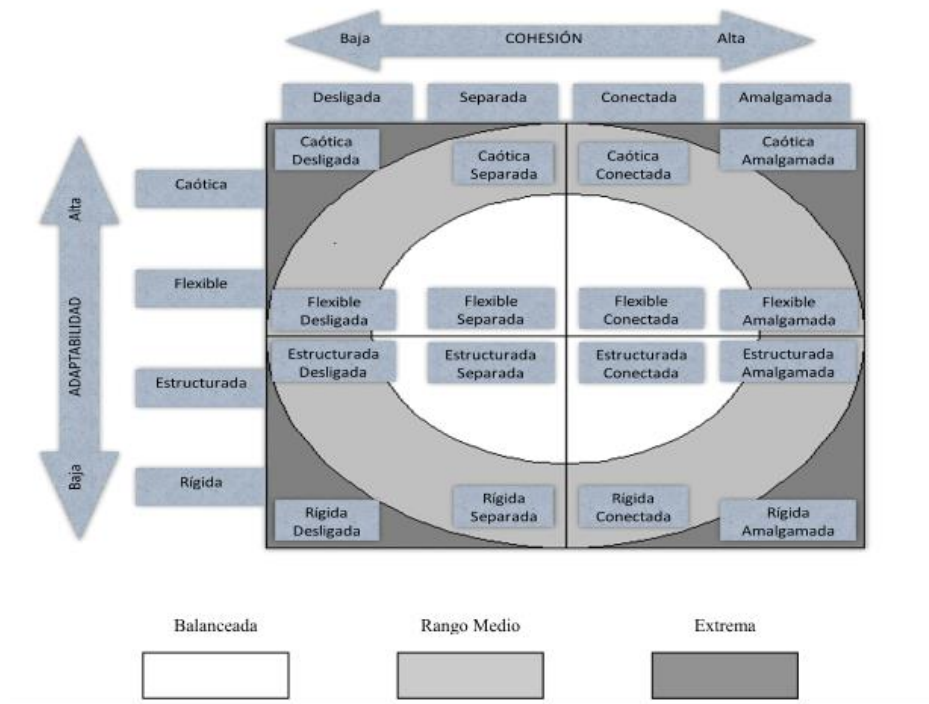 Baja COHESIÓN Alta
Desligada Separada Conectada Amalgamada
Caótica
Desligada
Caótica
Separada
Caótica
Conectada
Caótica
Amalgamada
Alta
ADAPTABILIDAD
Baja
Caótica
Flexible
Estructurada
Rígida
Flexible
Desligada
Flexible
Separada
Flexible
Conectada
Flexible
Amalgamada
Estructurada
Desligada
Estructurada
Separada
Estructurada
Conectada
Estructurada
Amalgamada
Rígida
Desligada
Rígida
Separada
Rígida
Conectada
Rígida
Amalgamada
Balanceada Rango Medio Extrema